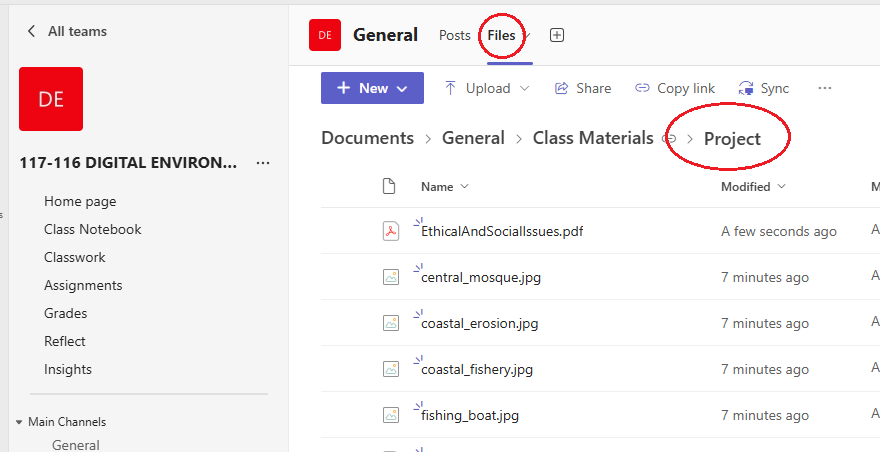 All teams
DE
117-116 DIGITAL ENVIRON...
Home page
Class Notebook
Classwork
Assignments
Grades
Reflect
Insights
Main Channels
General
DE General Posts Files
New Upload Share Copy link Sync
Documents > General > Class Materials > Project
Name Modified M
EthicalAndSocialIssues.pdf A few seconds ago A
central_mosque.jpg 7 minutes ago A
coastal_erosion.jpg 7 minutes ago A
coastal_fishery.jpg 7 minutes ago A
fishing_boat.jpg 7 minutes ago A